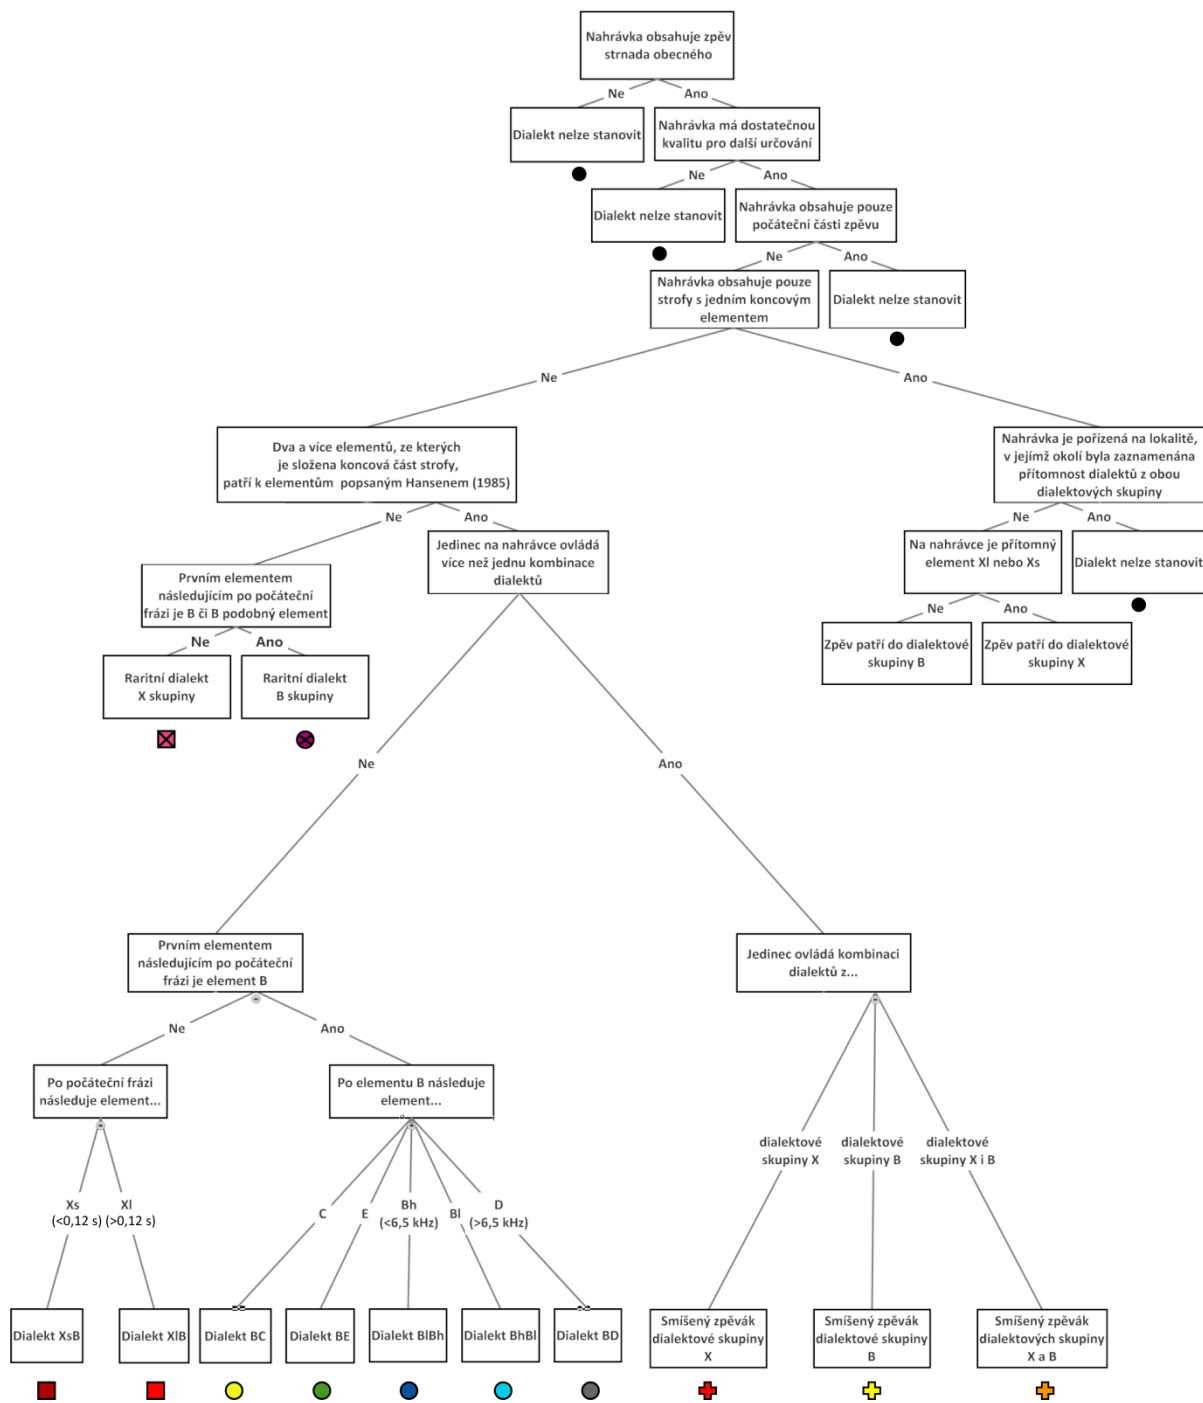 Nahrávka obsahuje zpěv
strnada obecného
Ne
Ano
Dialekt nelze stanovit
Nahrávka má dostatečnou
kvalitu pro další určování
Ne
Ano
Dialekt nelze stanovit
Nahrávka obsahuje pouze
počáteční části zpěvu
Ne
Ano
Nahrávka obsahuje pouze
strofy s jedním koncovým
elementem
Dialekt nelze stanovit
Ne
Ano
Dva a více elementů, ze kterých
je složena koncová část strofy,
patří k elementům popsaným Hansenem (1985)
Nahrávka je pořízená na lokalitě,
v jejímž okolí byla zaznamenána
přítomnost dialektů z obou
dialektových skupiny
Ne
Ano
Ne
Ano
Jedinec na nahrávce ovládá
více než jednu kombinace
dialektů
Na nahrávce je přítomný
element Xl nebo Xs
Dialekt nelze stanovit
Prvním elementem
následujícím po počáteční
frázi je B či B podobný element
Ne
Ano
Ne
Ano
Raritní dialekt
X skupiny
Raritní dialekt
B skupiny
Zpěv patří do dialektové
skupiny B
Zpěv patří do dialektové
skupiny X
Ne
Ano
Prvním elementem
následujícím po počáteční
frázi je element B
Jedinec ovládá kombinaci
dialektů z...
Ne
Ano
Po počáteční frázi
následuje element...
Po elementu B následuje
element...
dialektové
skupiny X
dialektové
skupiny B
dialektové
skupiny X i B
Xs
(<0,12 s)
Xl
(>0,12 s)
C
E
Bh
(<6,5 kHz)
Bl
D
(>6,5 kHz)
Dialekt XsB
Dialekt XlB
Dialekt BC
Dialekt BE
Dialekt BlBh
Dialekt BhBl
Dialekt BD
Smíšený zpěvák
dialektové skupiny
X
Smíšený zpěvák
dialektové skupiny
B
Smíšený zpěvák
dialektových skupiny
X a B